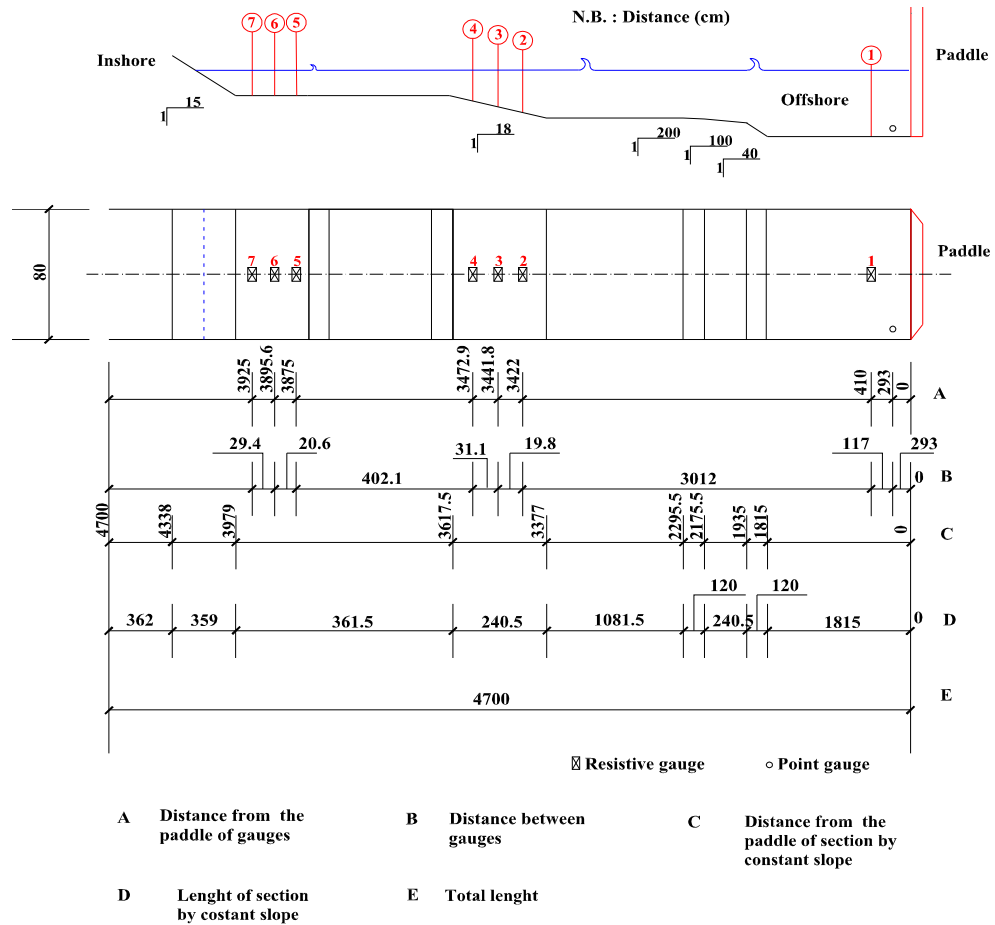 N.B. : Distance (cm)
7 6 5 4 3 2 1
Inshore
Paddle
Offshore
15
1
18
1
200
1
100
1
40
1
80
7 6 5 4 3 2 1
Paddle
3925 3895.6 3875 3472.9 3441.8 3422 410 293 0
A
29.4 20.6 402.1 31.1 19.8 3012 117 293 0
B
4700 4338 3979 3617.5 3377 2295.5 2175.5 1935 1815 0
C
120 120
362 359 361.5 240.5 1081.5 240.5 1815 0
D
4700
E
Resistive gauge
Point gauge
A Distance from the
paddle of gauges
B Distance between
gauges
C Distance from the
paddle of section by
constant slope
D Lenght of section
by costant slope
E Total lenght